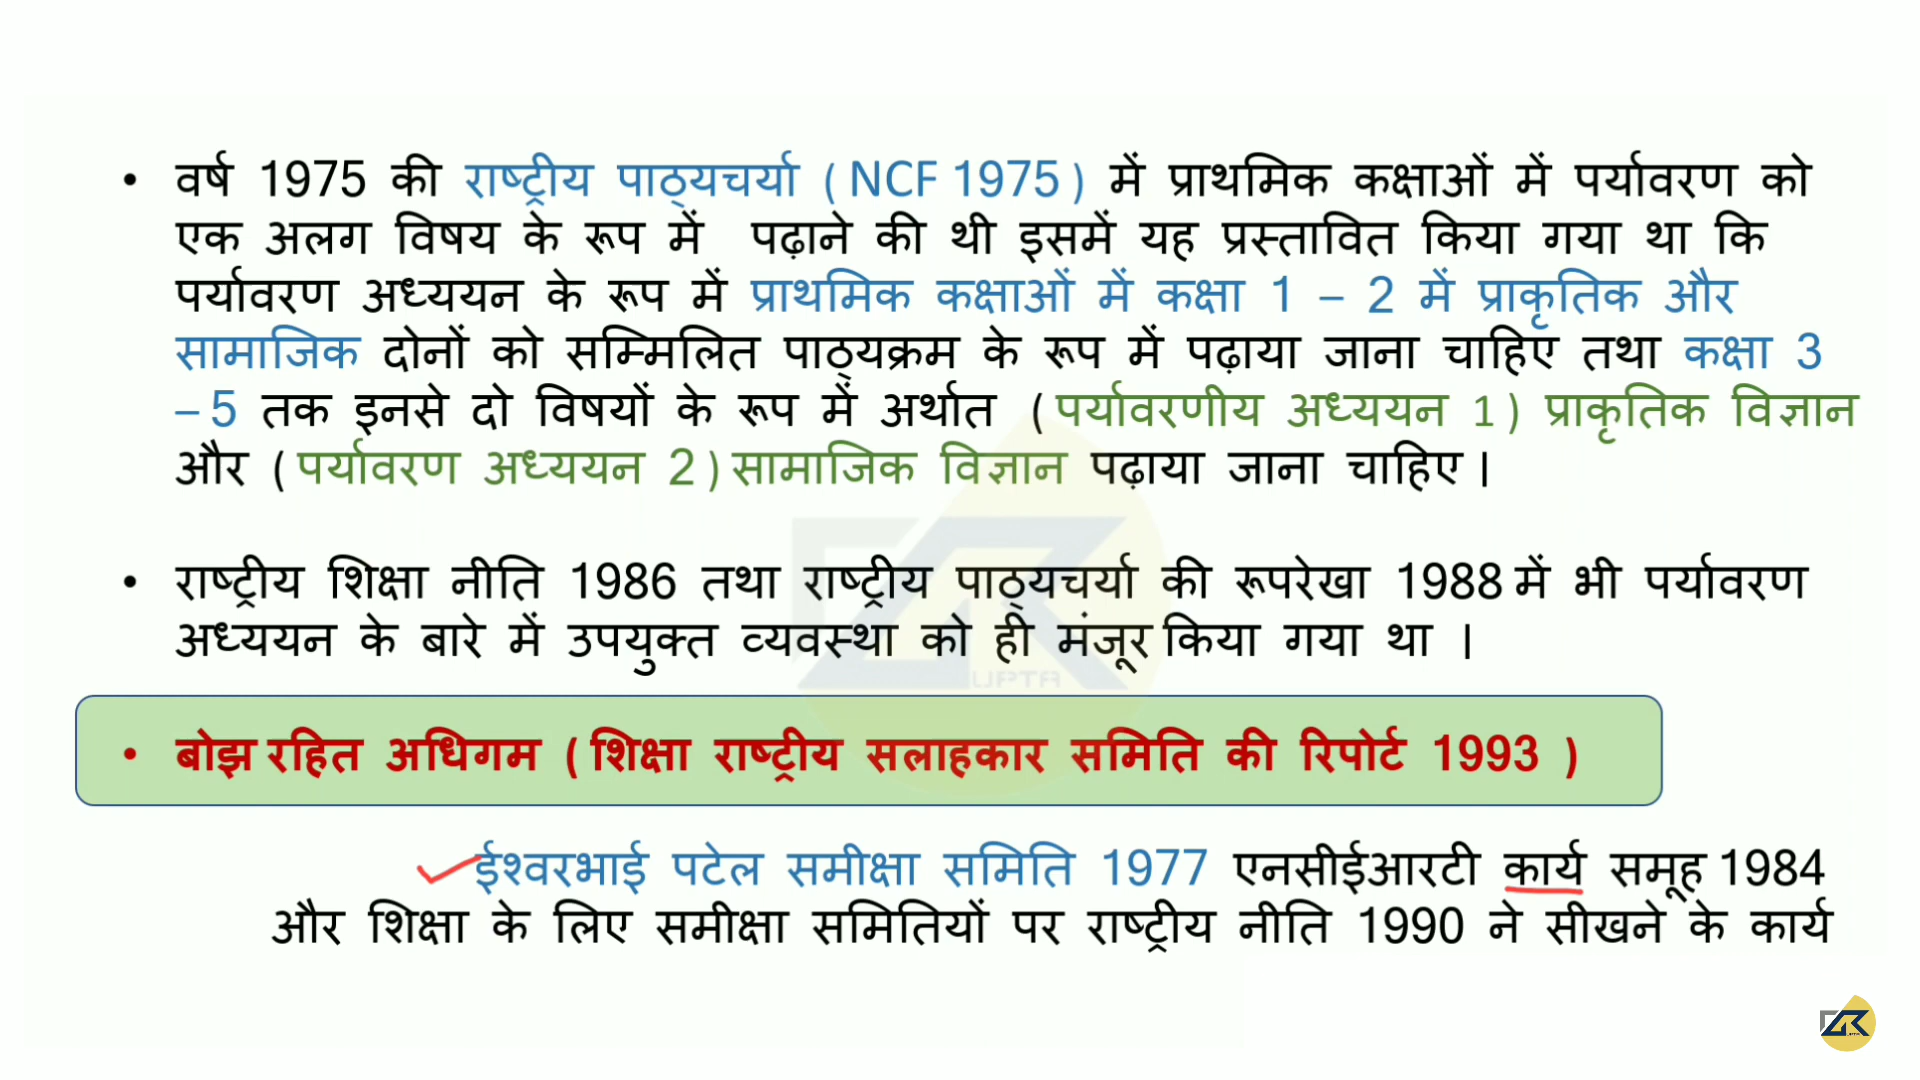 • वर्ष 1975 की राष्ट्रीय पाठ्यचर्या ( NCF 1975 ) में प्राथमिक कक्षाओं में पर्यावरण को
एक अलग विषय के रूप में पढ़ाने की थी इसमें यह प्रस्तावित किया गया था कि
पर्यावरण अध्ययन के रूप में प्राथमिक कक्षाओं में कक्षा 1 – 2 में प्राकृतिक और
सामाजिक दोनों को सम्मिलित पाठ्यक्रम के रूप में पढ़ाया जाना चाहिए तथा कक्षा 3
– 5 तक इनसे दो विषयों के रूप में अर्थात ( पर्यावरणीय अध्ययन 1 ) प्राकृतिक विज्ञान
और ( पर्यावरण अध्ययन 2 ) सामाजिक विज्ञान पढ़ाया जाना चाहिए |
• राष्ट्रीय शिक्षा नीति 1986 तथा राष्ट्रीय पाठ्यचर्या की रूपरेखा 1988 में भी पर्यावरण
अध्ययन के बारे में उपयुक्त व्यवस्था को ही मंजूर किया गया था |
UPTA
• बोझ रहित अधिगम ( शिक्षा राष्ट्रीय सलाहकार समिति की रिपोर्ट 1993 )
ईश्वरभाई पटेल समीक्षा समिति 1977 एनसीईआरटी कार्य समूह 1984
और शिक्षा के लिए समीक्षा समितियों पर राष्ट्रीय नीति 1990 ने सीखने के कार्य